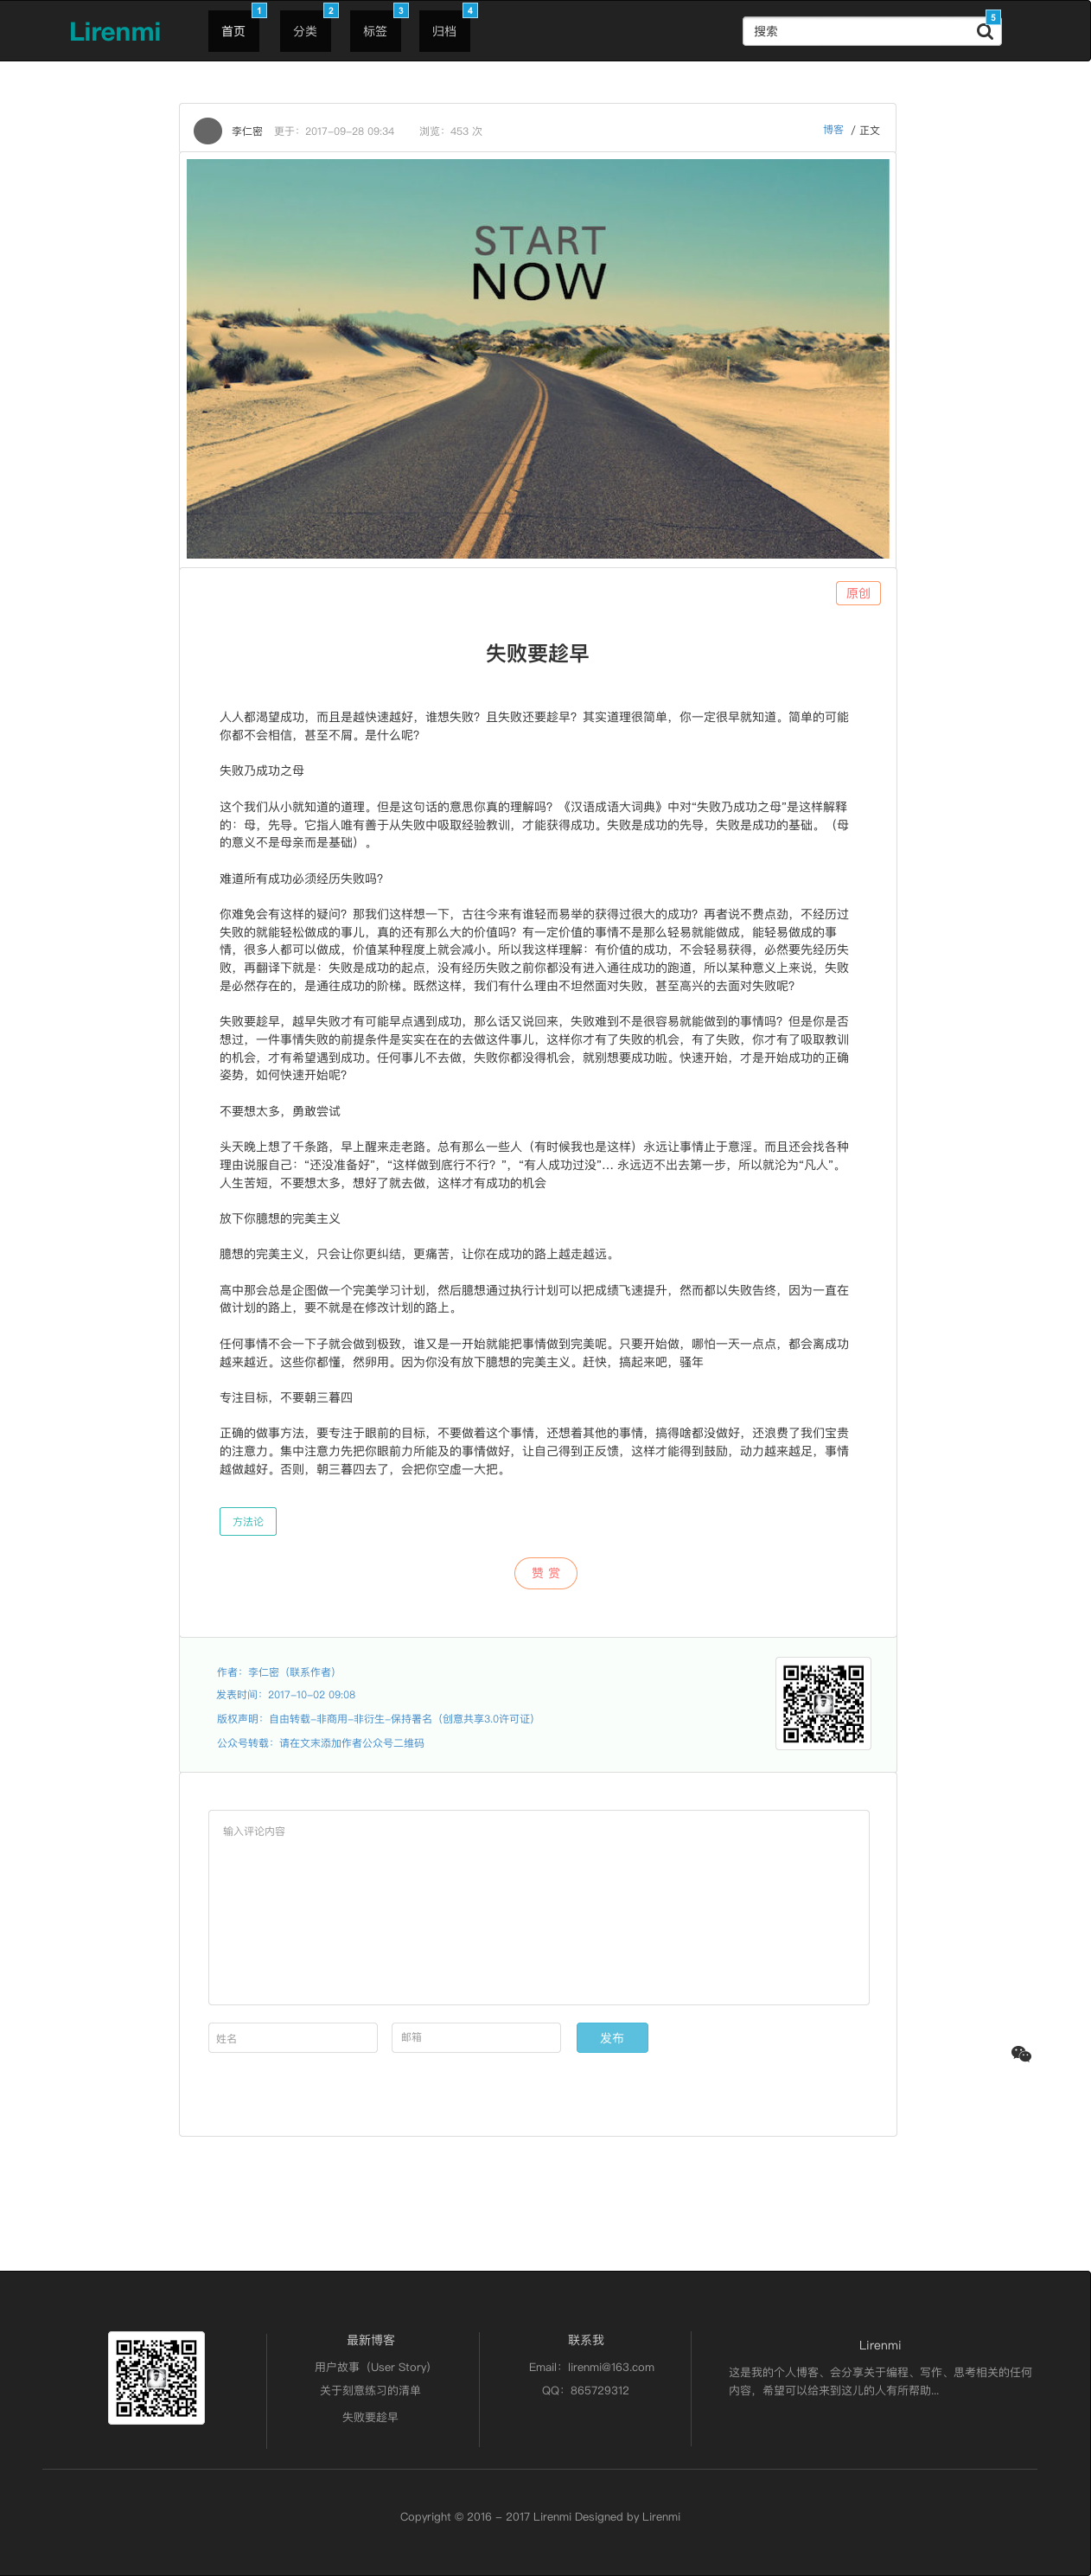 Lirenmi
首页 1
分类 2
标签 3
归档 4
搜索 5
李仁密 更于：2017-09-28 09:34 浏览：453 次
博客 / 正文
START
NOW
原创
失败要趁早
人人都渴望成功，而且是越快速越好，谁想失败？且失败还要趁早？其实道理很简单，你一定很早就知道。简单的可能
你都不会相信，甚至不屑。是什么呢？
失败乃成功之母
这个我们从小就知道的道理。但是这句话的意思你真的理解吗？《汉语成语大词典》中对“失败乃成功之母”是这样解释
的：母，先导。它指人唯有善于从失败中吸取经验教训，才能获得成功。失败是成功的先导，失败是成功的基础。（母
的意义不是母亲而是基础）。
难道所有成功必须经历失败吗？
你难免会有这样的疑问？那我们这样想一下，古往今来有谁轻而易举的获得过很大的成功？再者说不费点劲，不经历过
失败的就能轻松做成的事儿，真的还有那么大的价值吗？有一定价值的事情不是那么轻易就能做成，能轻易做成的事
情，很多人都可以做成，价值某种程度上就会减小。所以我这样理解：有价值的成功，不会轻易获得，必然要先经历失
败，再翻译下就是：失败是成功的起点，没有经历失败之前你都没有进入通往成功的跑道，所以某种意义上来说，失败
是必然存在的，是通往成功的阶梯。既然这样，我们有什么理由不坦然面对失败，甚至高兴的去面对失败呢？
失败要趁早，越早失败才有可能早点遇到成功，那么话又说回来，失败难到不是很容易就能做到的事情吗？但是你是否
想过，一件事情失败的前提条件是实实在在的去做这件事儿，这样你才有了失败的机会，有了失败，你才有了吸取教训
的机会，才有希望遇到成功。任何事儿不去做，失败你都没得机会，就别想要成功啦。快速开始，才是开始成功的正确
姿势，如何快速开始呢？
不要想太多，勇敢尝试
头天晚上想了千条路，早上醒来走老路。总有那么一些人（有时候我也是这样）永远让事情止于意淫。而且还会找各种
理由说服自己：“还没准备好”，“这样做到底行不行？”，“有人成功过没”… 永远迈不出去第一步，所以就沦为“凡人”。
人生苦短，不要想太多，想好了就去做，这样才有成功的机会
放下你臆想的完美主义
臆想的完美主义，只会让你更纠结，更痛苦，让你在成功的路上越走越远。
高中那会总是企图做一个完美学习计划，然后臆想通过执行计划可以把成绩飞速提升，然而都以失败告终，因为一直在
做计划的路上，要不就是在修改计划的路上。
任何事情不会一下子就会做到极致，谁又是一开始就能把事情做到完美呢。只要开始做，哪怕一天一点点，都会离成功
越来越近。这些你都懂，然卵用。因为你没有放下臆想的完美主义。赶快，搞起来吧，骚年
专注目标，不要朝三暮四
正确的做事方法，要专注于眼前的目标，不要做着这个事情，还想着其他的事情，搞得啥都没做好，还浪费了我们宝贵
的注意力。集中注意力先把你眼前力所能及的事情做好，让自己得到正反馈，这样才能得到鼓励，动力越来越足，事情
越做越好。否则，朝三暮四去了，会把你空虚一大把。
方法论
赞 赏
作者：李仁密（联系作者）
发表时间：2017-10-02 09:08
版权声明：自由转载-非商用-非衍生-保持署名（创意共享3.0许可证）
公众号转载：请在文末添加作者公众号二维码
输入评论内容
姓名
邮箱
发布
最新博客
用户故事（User Story）
关于刻意练习的清单
失败要趁早
联系我
Email：lirenmi@163.com
QQ：865729312
Lirenmi
这是我的个人博客、会分享关于编程、写作、思考相关的任何
内容，希望可以给来到这儿的人有所帮助...
Copyright © 2016 - 2017 Lirenmi Designed by Lirenmi